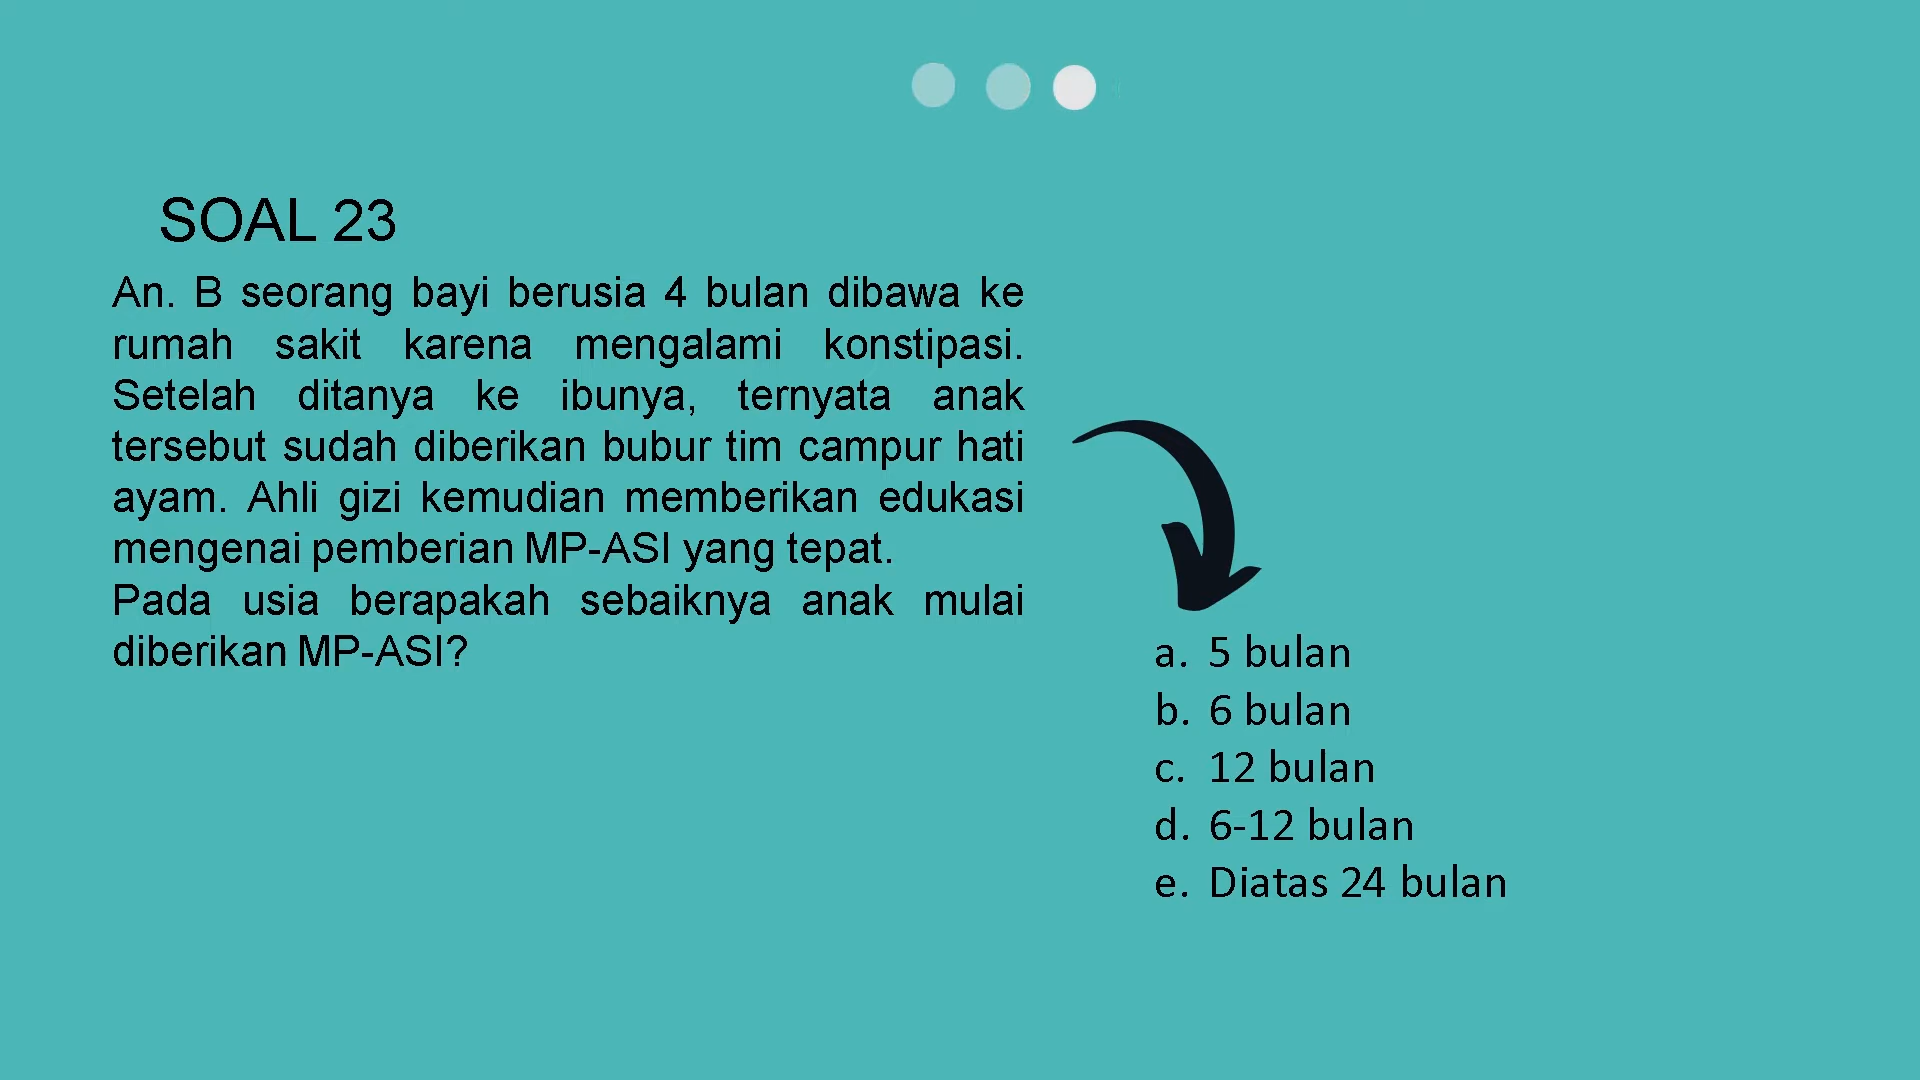 SOAL 23
An. B seorang bayi berusia 4 bulan dibawa ke
rumah sakit karena mengalami konstipasi.
Setelah ditanya ke ibunya, ternyata anak
tersebut sudah diberikan bubur tim campur hati
ayam. Ahli gizi kemudian memberikan edukasi
mengenai pemberian MP-ASI yang tepat.
Pada usia berapakah sebaiknya anak mulai
diberikan MP-ASI?
a. 5 bulan
b. 6 bulan
c. 12 bulan
d. 6-12 bulan
e. Diatas 24 bulan